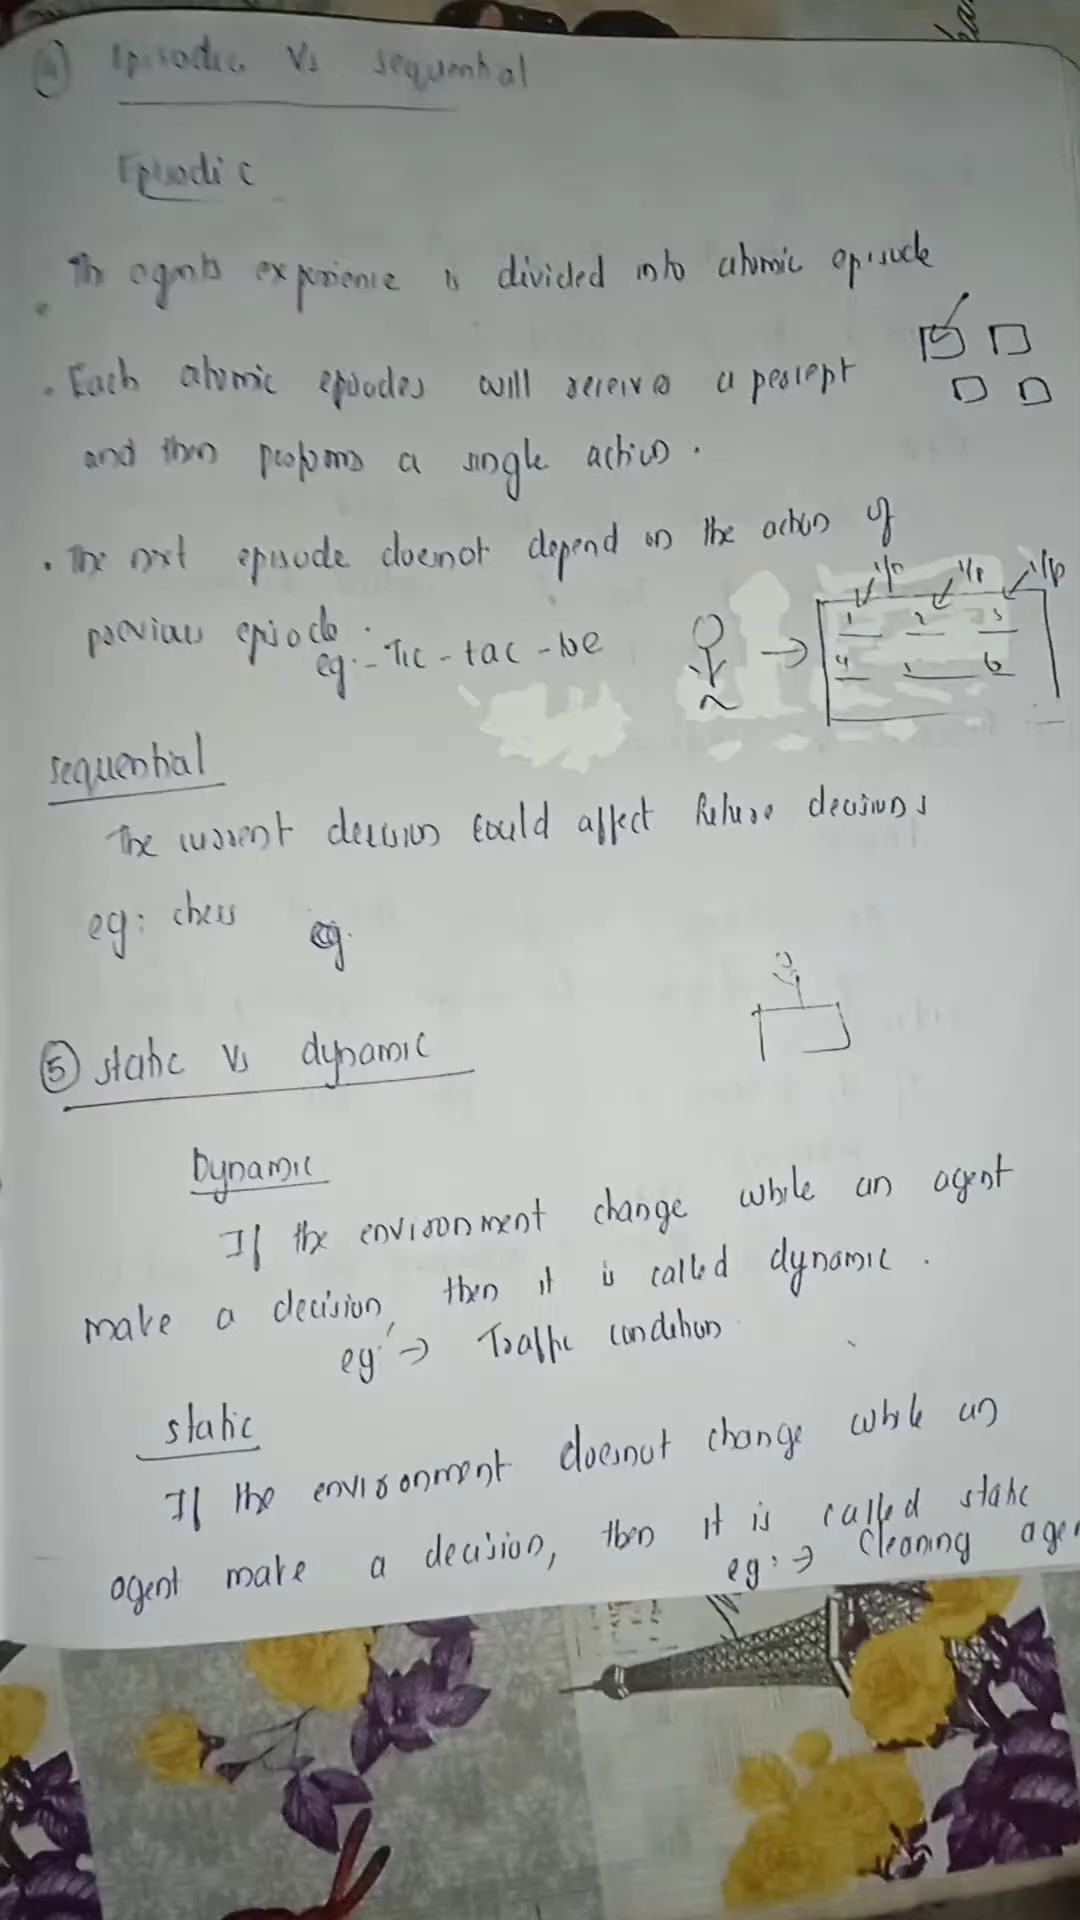 ④ Episodic Vs sequential
Episodic
• The agents experience is divided into atomic episode
• Each atomic episodes will receives a percept
and then performs a single action.
• The next episode doesnot depend on the action of
previous episode.
eg:- Tic-tac-toe
i/p i/p i/p
1 2 3
4 6
sequential
The current decision could affect future decisions
eg: chess eg.
⑤ static Vs dynamic
Dynamic
If the environment change while an agent
make a decision, then it is called dynamic.
eg: → Traffic condition
static
If the environment doesnot change while an
agent make a decision, then it is called static
eg: → Cleaning agen